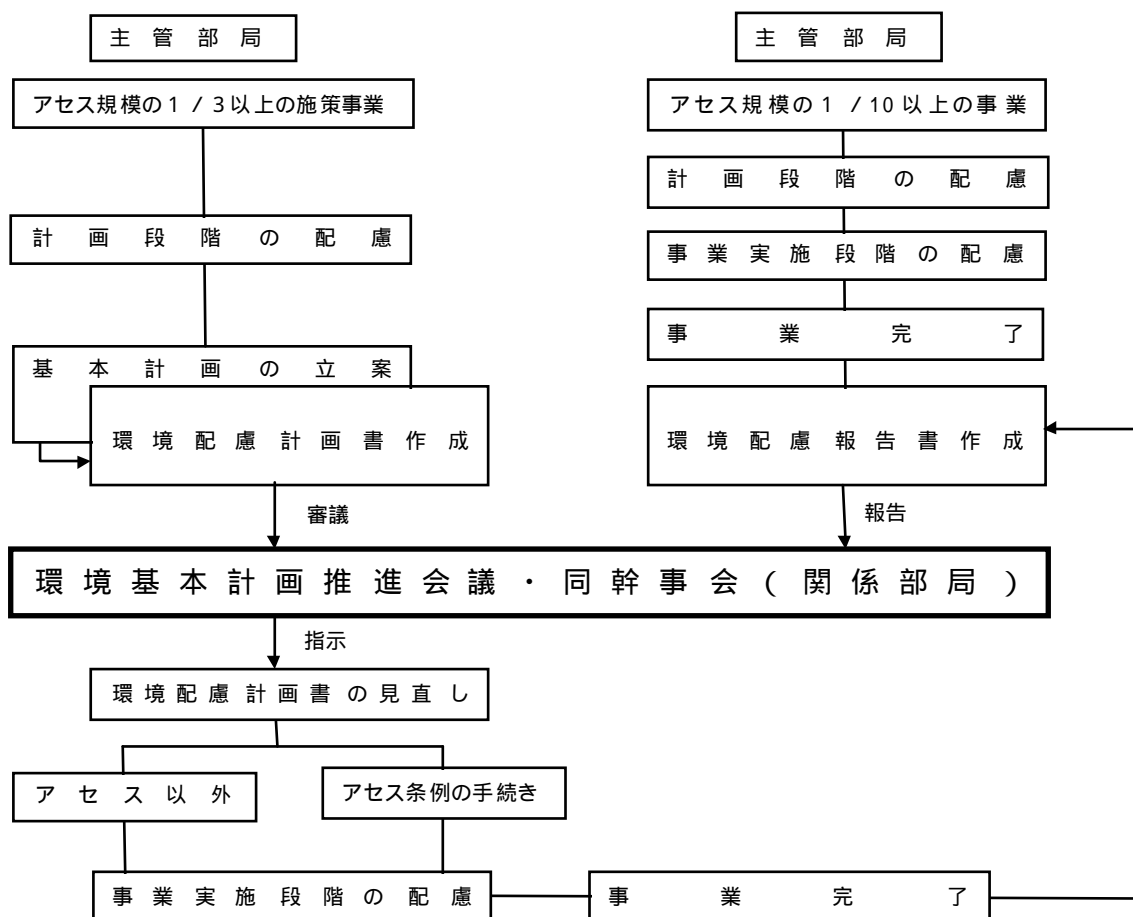 主管部局
アセス規模の1/3以上の施策事業
計画段階の配慮
基本計画の立案
環境配慮計画書作成
審議
主管部局
アセス規模の1/10以上の事業
計画段階の配慮
事業実施段階の配慮
事業完了
環境配慮報告書作成
報告
環境基本計画推進会議・同幹事会(関係部局)
指示
環境配慮計画書の見直し
アセス以外
アセス条例の手続き
事業実施段階の配慮
事業完了